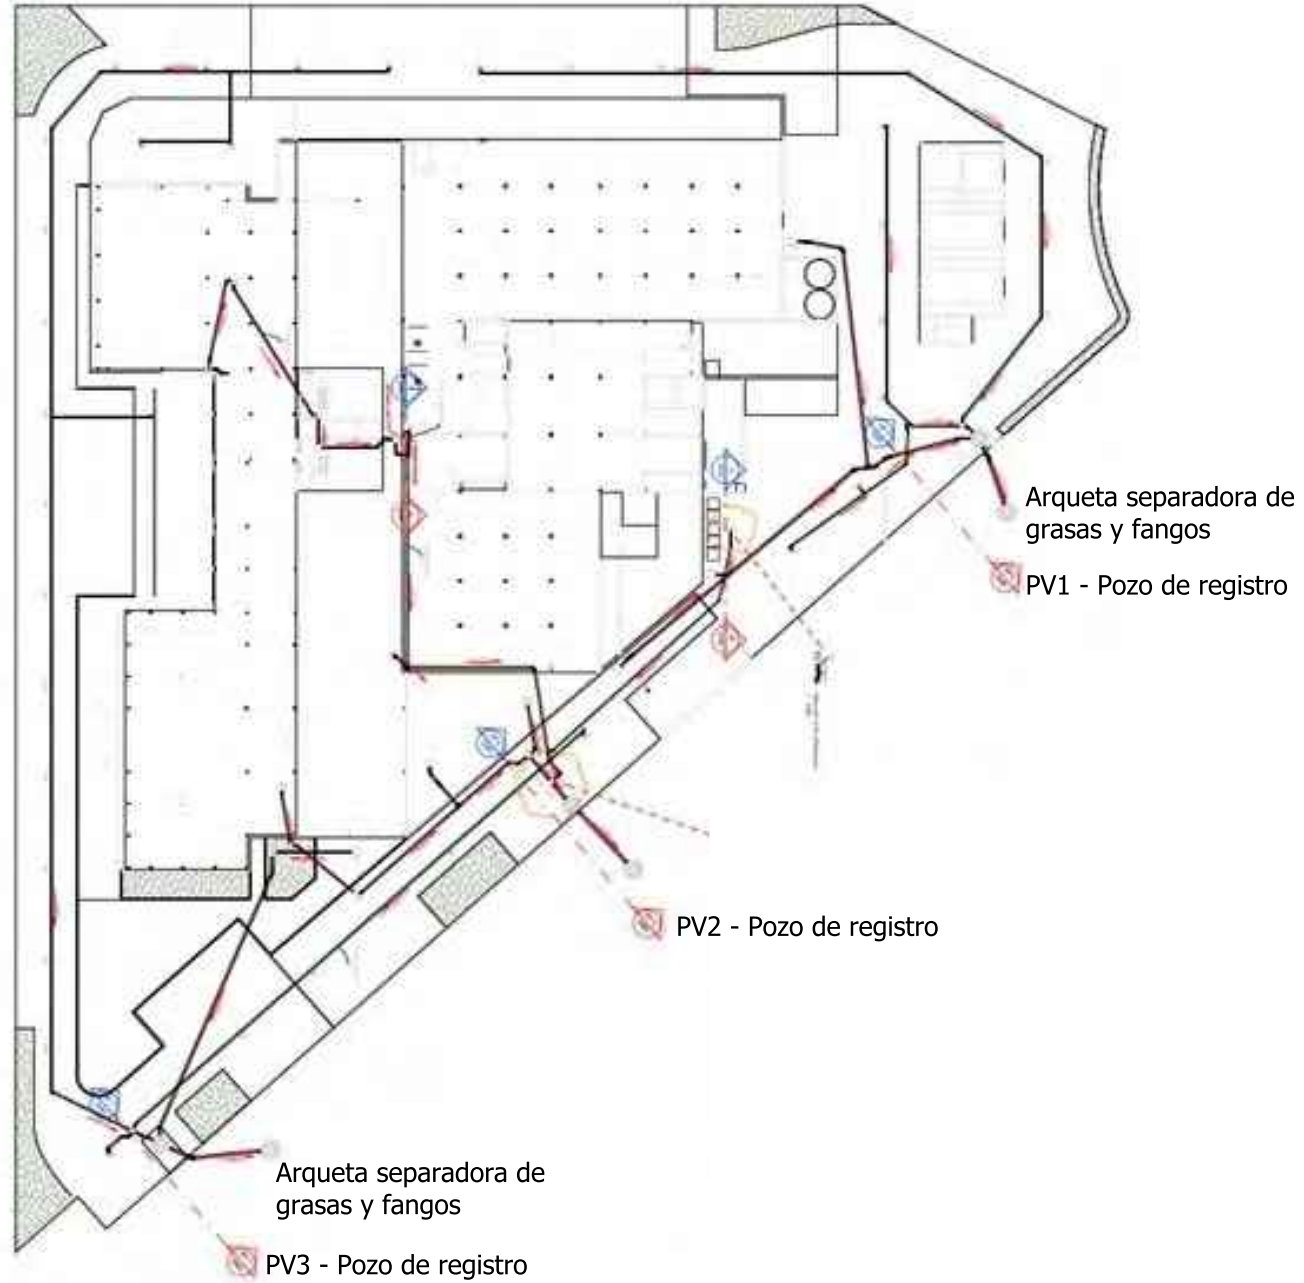 Arqueta separadora de
grasas y fangos
PV1 - Pozo de registro
PV2 - Pozo de registro
Arqueta separadora de
grasas y fangos
PV3 - Pozo de registro